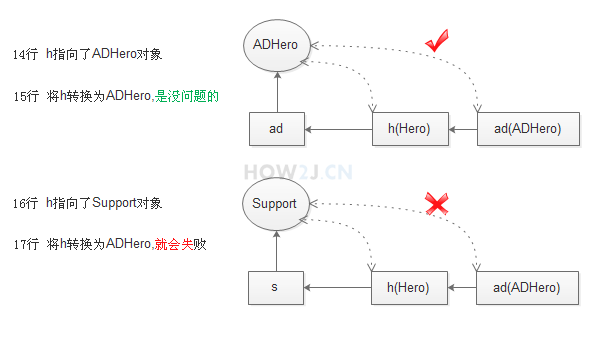 ADHero
14行 h指向了ADHero对象
15行 将h转换为ADHero,是没问题的
ad
h(Hero)
ad(ADHero)
HOW2J.CN
Support
16行 h指向了Support对象
17行 将h转换为ADHero,就会失败
s
h(Hero)
ad(ADHero)